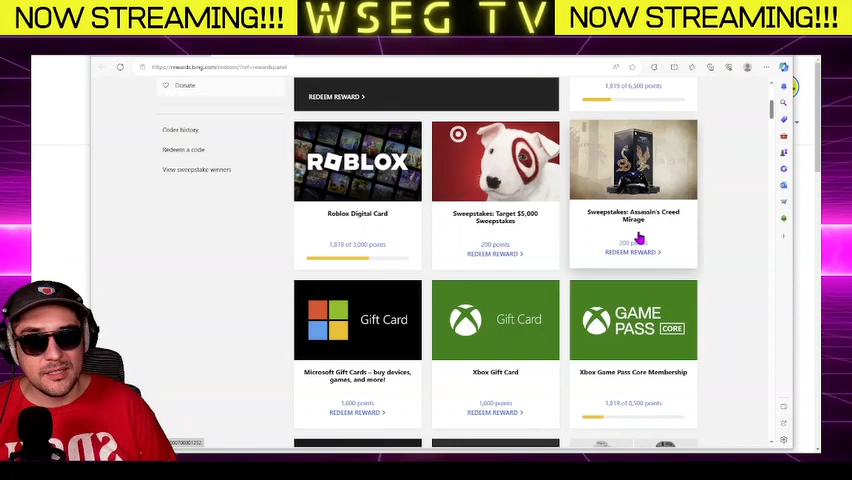 NOW STREAMING!!!
WSEG TV
NOW STREAMING!!!
https://rewards.bing.com/redeem/?ref=rewardspanel
Donate
Order history
Redeem a code
View sweepstake winners
REDEEM REWARD >
1,819 of 6,500 points
ROBLOX
Roblox Digital Card
1,819 of 3,000 points
Sweepstakes: Target $5,000
Sweepstakes
200 points
REDEEM REWARD >
Sweepstakes: Assassin's Creed
Mirage
200
REDEEM REWARD >
Gift Card
Microsoft Gift Cards – buy devices,
games, and more!
1,600 points
REDEEM REWARD >
Gift Card
Xbox Gift Card
1,600 points
REDEEM REWARD >
GAME
PASS
CORE
Xbox Game Pass Core Membership
1,819 of 8,500 points